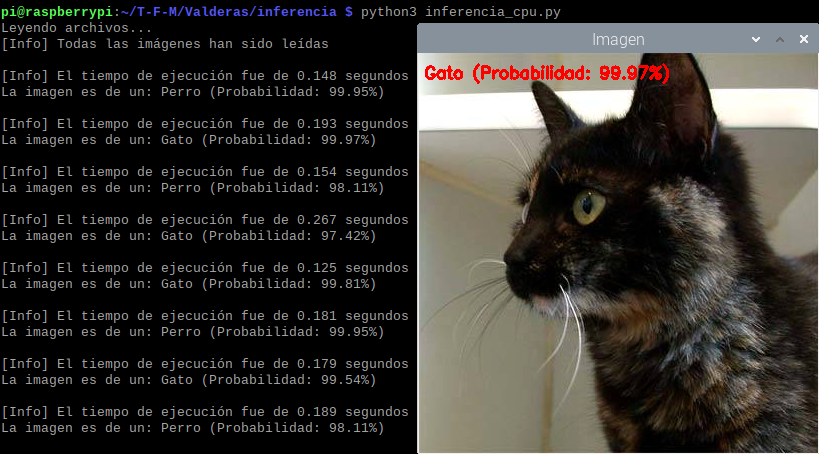 pi@raspberrypi:~/T-F-M/Valderas/inferencia $ python3 inferencia_cpu.py
Leyendo archivos...
[Info] Todas las imágenes han sido leídas
[Info] El tiempo de ejecución fue de 0.148 segundos
La imagen es de un: Perro (Probabilidad: 99.95%)
[Info] El tiempo de ejecución fue de 0.193 segundos
La imagen es de un: Gato (Probabilidad: 99.97%)
[Info] El tiempo de ejecución fue de 0.154 segundos
La imagen es de un: Perro (Probabilidad: 98.11%)
[Info] El tiempo de ejecución fue de 0.267 segundos
La imagen es de un: Gato (Probabilidad: 97.42%)
[Info] El tiempo de ejecución fue de 0.125 segundos
La imagen es de un: Gato (Probabilidad: 99.81%)
[Info] El tiempo de ejecución fue de 0.181 segundos
La imagen es de un: Perro (Probabilidad: 99.95%)
[Info] El tiempo de ejecución fue de 0.179 segundos
La imagen es de un: Gato (Probabilidad: 99.54%)
[Info] El tiempo de ejecución fue de 0.189 segundos
La imagen es de un: Perro (Probabilidad: 98.11%)
Imagen
Gato (Probabilidad: 99.97%)